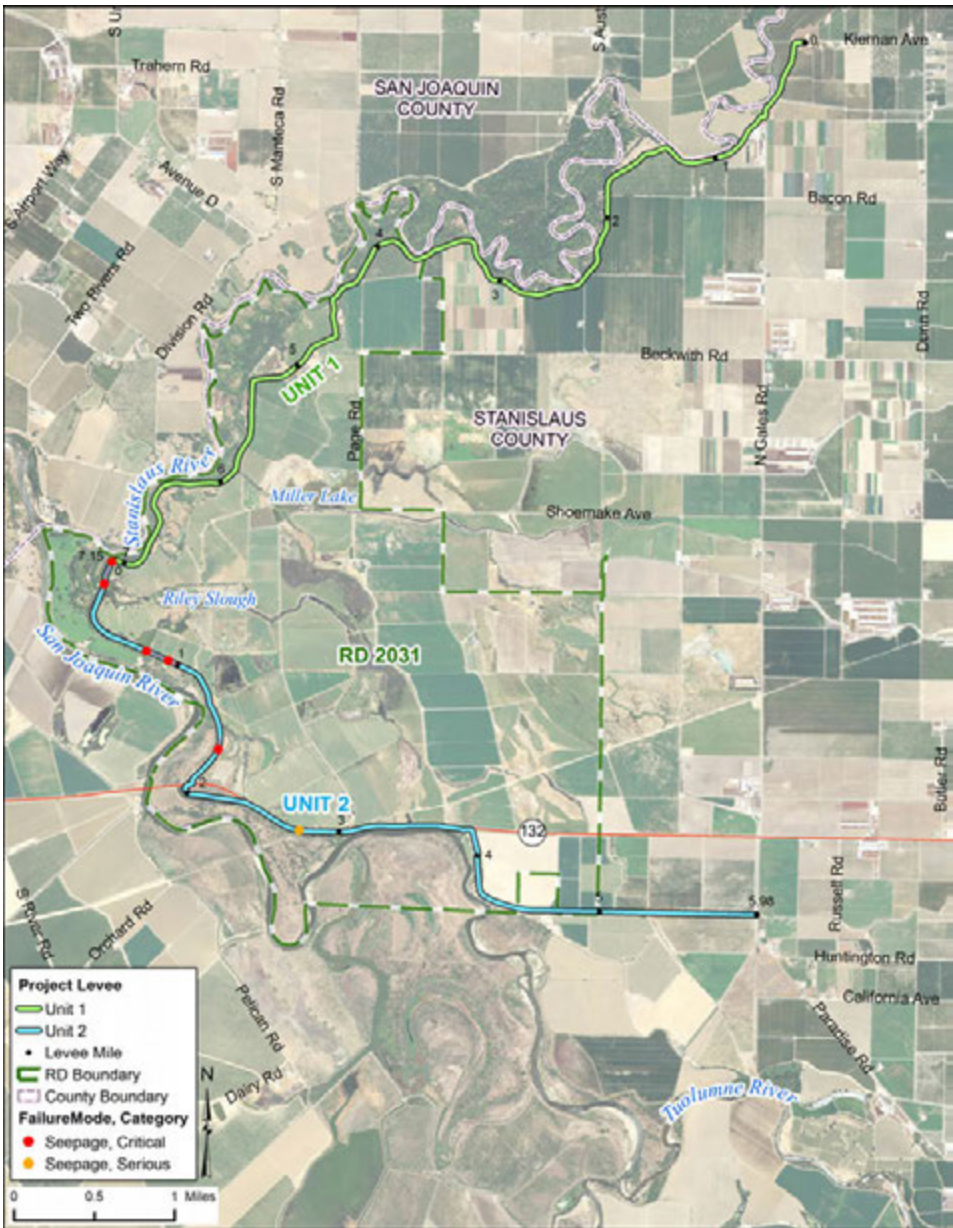 Kiernan Ave
0
Trahern Rd
SAN JOAQUIN
COUNTY
S Manteca Rd
S Airport Way
Avenue D
1
Bacon Rd
2
4
3
Two Rivers Rd
Division Rd
5
UNIT 1
Beckwith Rd
Dunn Rd
STANISLAUS
COUNTY
N Gates Rd
Page Rd
Stanislaus River
6
Miller Lake
Shoemake Ave
7.15
0
Riley Slough
San Joaquin River
1
RD 2031
2
UNIT 2
3
132
Butler Rd
4
5
5.98
Russell Rd
S River Rd
Orchard Rd
Huntington Rd
California Ave
Pelican Rd
Paradise Rd
Dairy Rd
Tuolumne River
Project Levee
Unit 1
Unit 2
Levee Mile
RD Boundary
County Boundary
N
FailureMode, Category
Seepage, Critical
Seepage, Serious
0 0.5 1 Miles